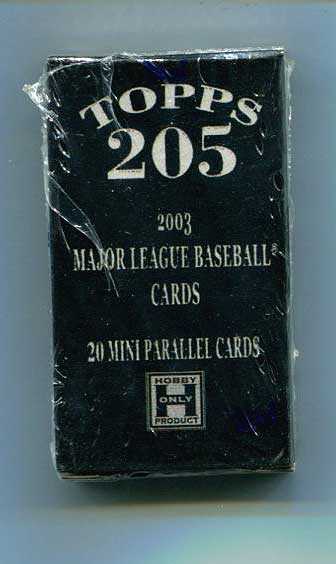 TOPPS
205
2003
MAJOR LEAGUE BASEBALL®
CARDS
20 MINI PARALLEL CARDS
HOBBY
ONLY
PRODUCT